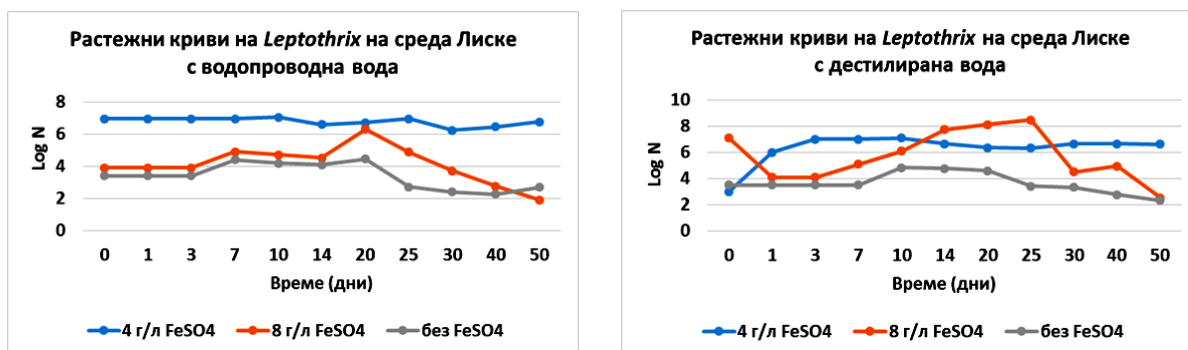 Растежни криви на Leptothrix на среда Лиске
с водопроводна вода
Log N
8
6
4
2
0
0 1 3 7 10 14 20 25 30 40 50
Време (дни)
4 г/л FeSO4 8 г/л FeSO4 без FeSO4
Растежни криви на Leptothrix на среда Лиске
с дестилирана вода
Log N
10
8
6
4
2
0
0 1 3 7 10 14 20 25 30 40 50
Време (дни)
4 г/л FeSO4 8 г/л FeSO4 без FeSO4